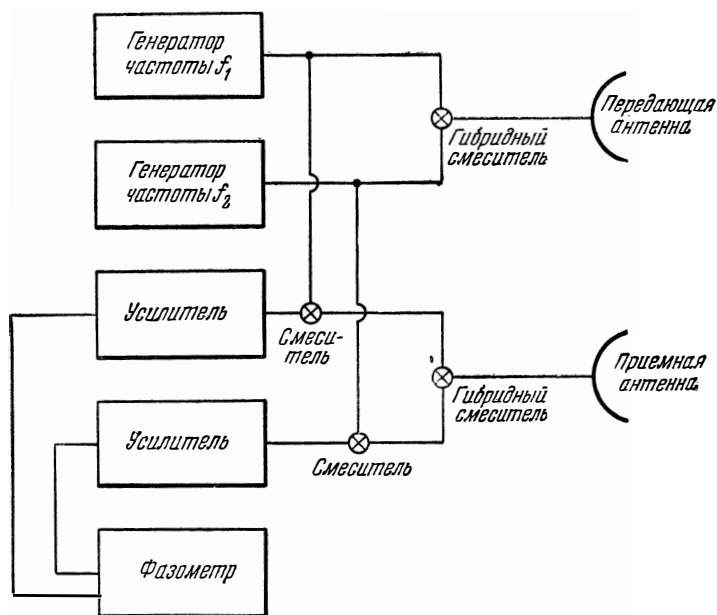 Генератор
частоты f₁
Передающая
антенна
Гибридный
смеситель
Генератор
частоты f₂
Усилитель
Смеси-
тель
Приемная
антенна
Гибридный
смеситель
Усилитель
Смеситель
Фазометр